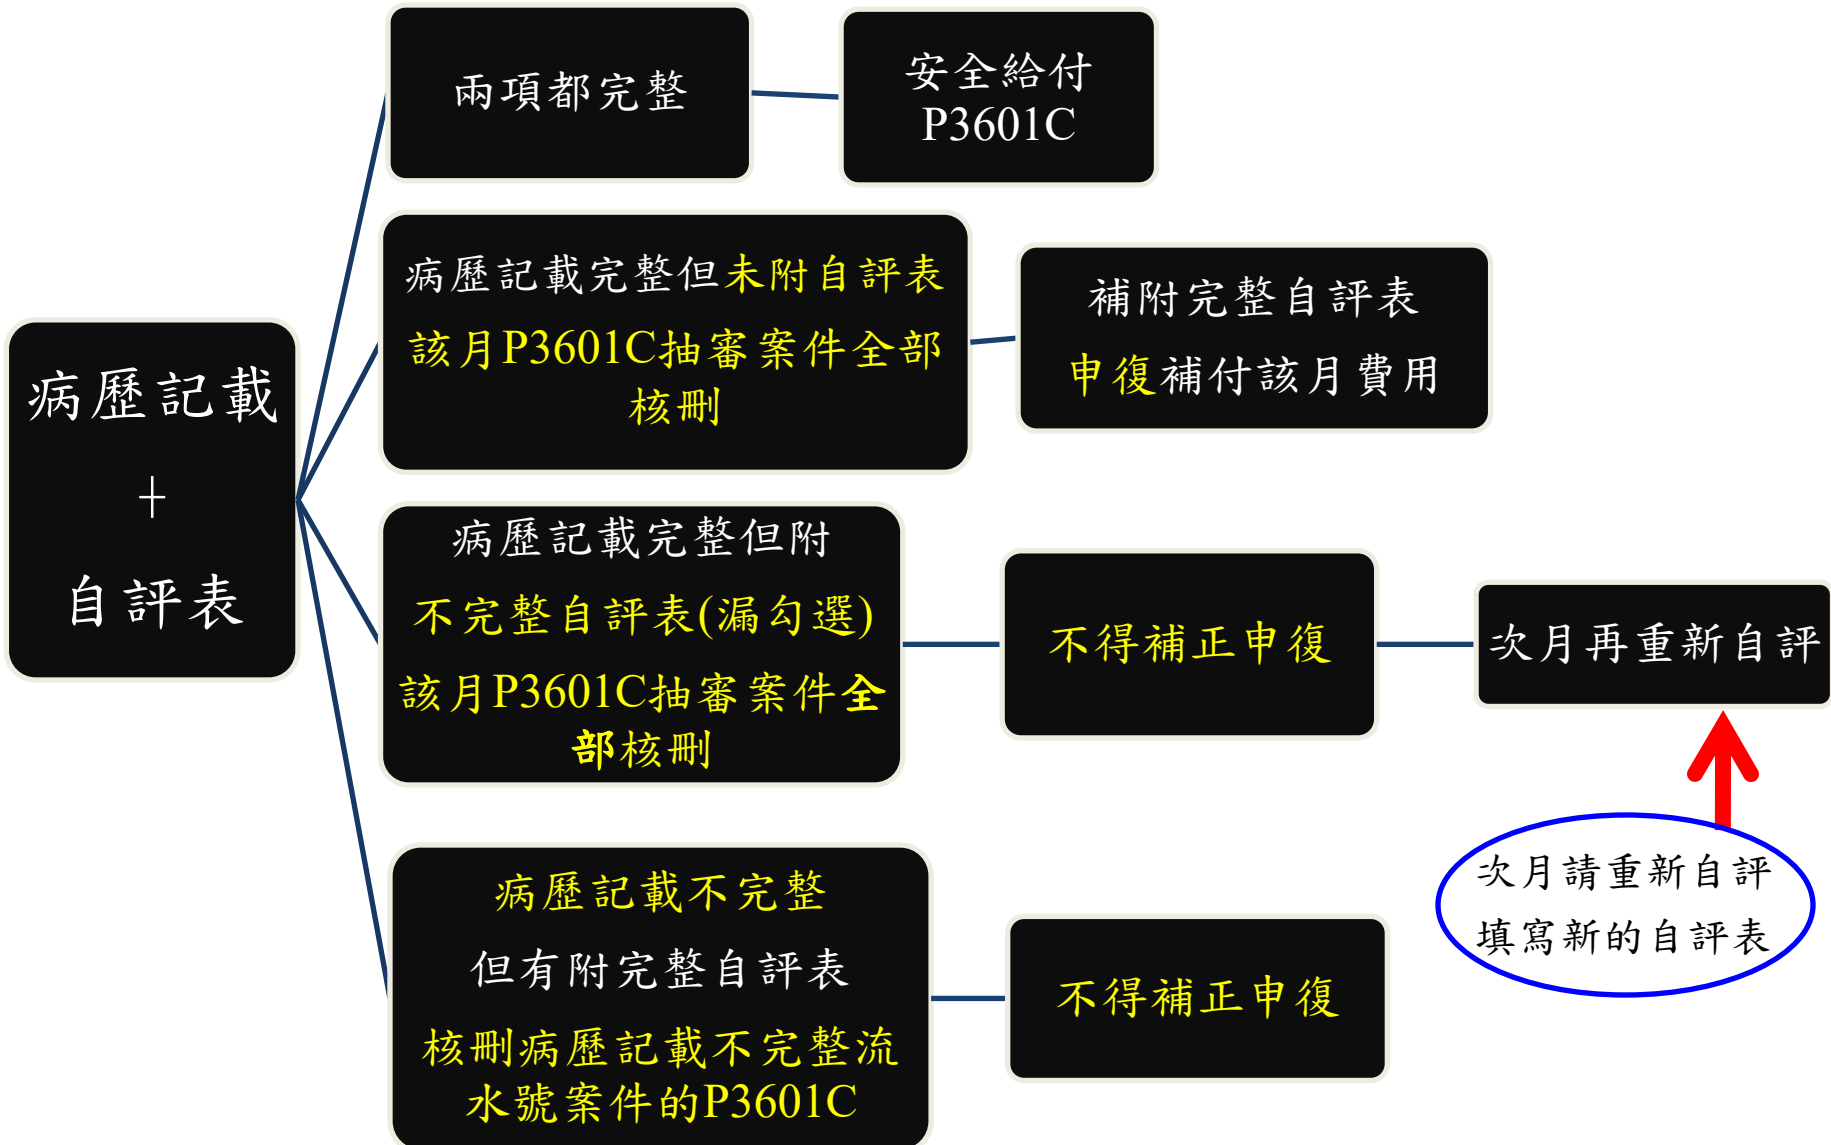 病歷記載
+
自評表
兩項都完整
安全給付
P3601C
病歷記載完整但未附自評表
該月P3601C抽審案件全部
核刪
補附完整自評表
申復補付該月費用
病歷記載完整但附
不完整自評表(漏勾選)
該月P3601C抽審案件全
部核刪
不得補正申復
次月再重新自評
次月請重新自評
填寫新的自評表
病歷記載不完整
但有附完整自評表
核刪病歷記載不完整流
水號案件的P3601C
不得補正申復